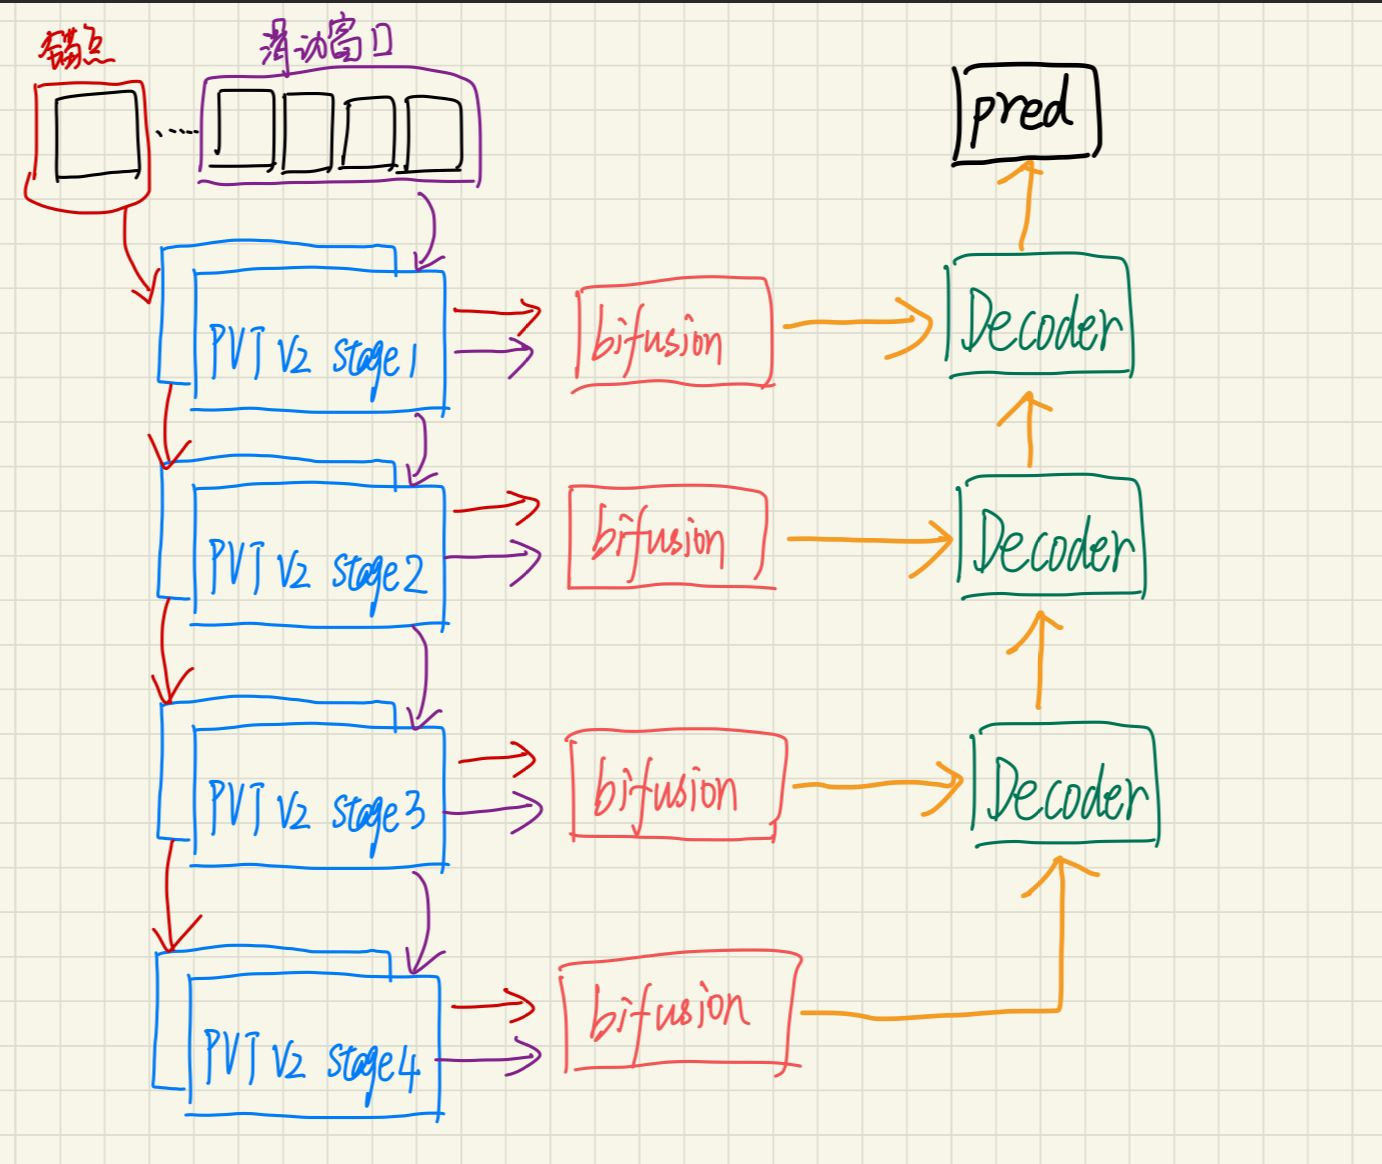 锚点
滑动窗口
pred
PVT V2 stage1
bifusion
Decoder
PVT V2 stage2
bifusion
Decoder
PVT V2 stage3
bifusion
Decoder
PVT V2 stage4
bifusion